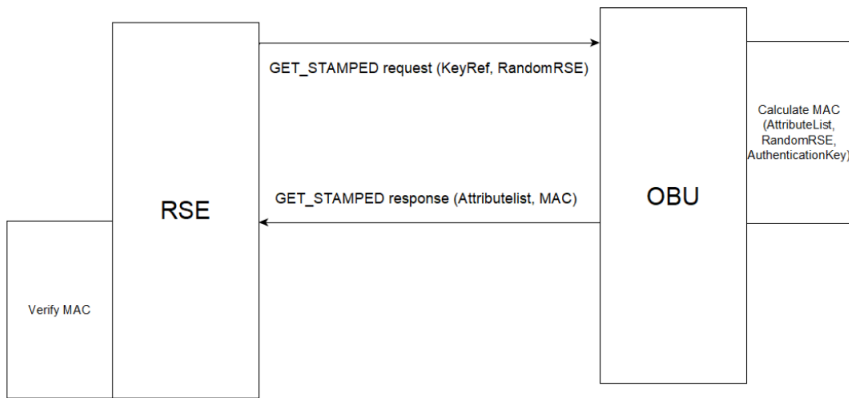 GET_STAMPED request (KeyRef, RandomRSE)
Calculate MAC
(AttributeList,
RandomRSE,
AuthenticationKey)
RSE
OBU
GET_STAMPED response (Attributelist, MAC)
Verify MAC